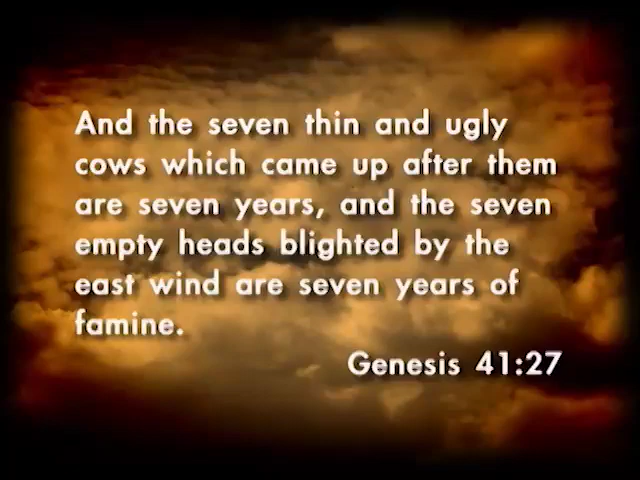 And the seven thin and ugly
cows which came up after them
are seven years, and the seven
empty heads blighted by the
east wind are seven years of
famine.
Genesis 41:27